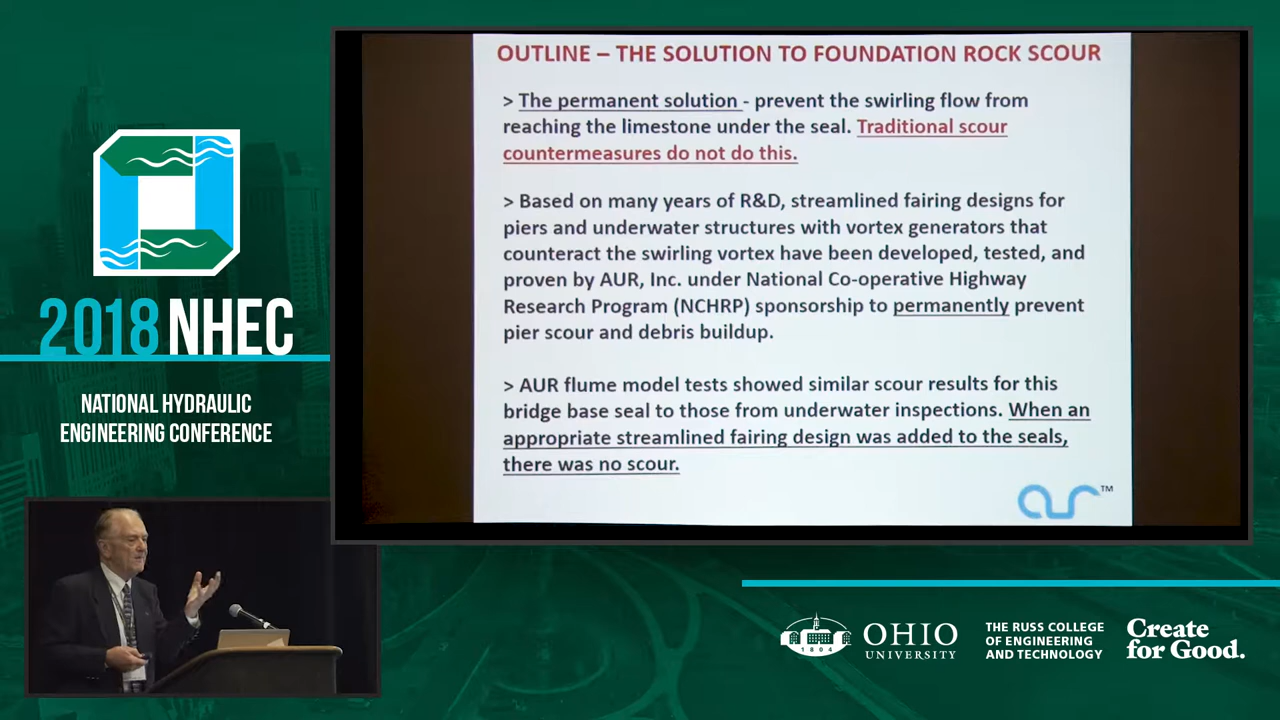 OUTLINE – THE SOLUTION TO FOUNDATION ROCK SCOUR
> The permanent solution - prevent the swirling flow from
reaching the limestone under the seal. Traditional scour
countermeasures do not do this.
> Based on many years of R&D, streamlined fairing designs for
piers and underwater structures with vortex generators that
counteract the swirling vortex have been developed, tested, and
proven by AUR, Inc. under National Co-operative Highway
Research Program (NCHRP) sponsorship to permanently prevent
pier scour and debris buildup.
> AUR flume model tests showed similar scour results for this
bridge base seal to those from underwater inspections. When an
appropriate streamlined fairing design was added to the seals,
there was no scour.
aur™
2018 NHEC
NATIONAL HYDRAULIC
ENGINEERING CONFERENCE
1804
OHIO
UNIVERSITY
THE RUSS COLLEGE
OF ENGINEERING
AND TECHNOLOGY
Create
for Good.